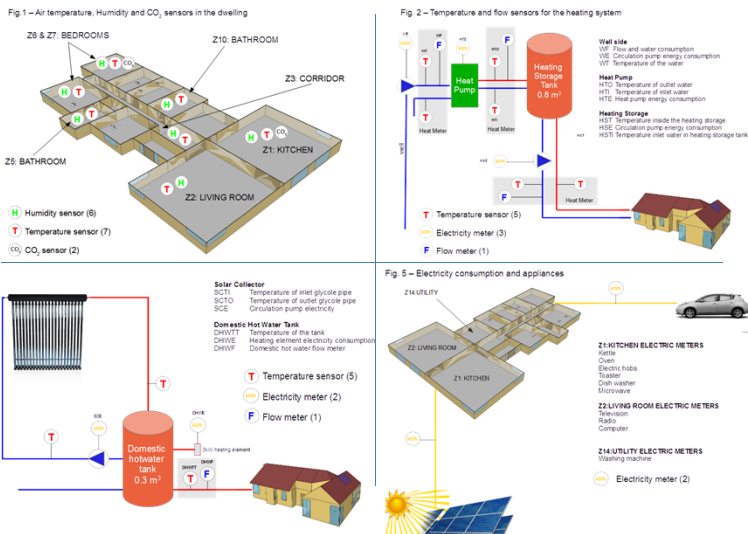 Fig.1 – Air temperature, Humidity and CO2 sensors in the dwelling
Z6 & Z7: BEDROOMS
Z10: BATHROOM
Z3: CORRIDOR
Z5: BATHROOM
Z1: KITCHEN
Z2: LIVING ROOM
H T CO2
H T
H T
H T
H T
T CO2
T H
H Humidity sensor (6)
T Temperature sensor (7)
CO2 CO2 sensor (2)
Fig. 2 – Temperature and flow sensors for the heating system
Well side
WF Flow and water consumption
WE Circulation pump energy consumption
WT Temperature of the water
Heat Pump
HTO Temperature of outlet water
HTI Temperature of inlet water
HTE Heat pump energy consumption
Heating Storage
HST Temperature inside the heating storage
HSE Circulation pump energy consumption
HSTI Temperature inlet water in heating storage tank
Heat
Pump
Heating
Storage
Tank
0.8 m3
Heat Meter
Heat Meter
Heat Meter
well
T Temperature sensor (5)
kWh Electricity meter (3)
F Flow meter (1)
Solar Collector
SCTI Temperature of inlet glycole pipe
SCTO Temperature of outlet glycole pipe
SCE Circulation pump electricity
Domestic Hot Water Tank
DHWTT Temperature of the tank
DHWE Heating element electricity consumption
DHWF Domestic hot water flow meter
T Temperature sensor (5)
kWh Electricity meter (2)
F Flow meter (1)
T
T
SCE
DHWE
3kW heating element
DHWTT
DHWF
T F
Domestic
hotwater
tank
0.3 m3
Fig. 5 – Electricity consumption and appliances
Z14:UTILITY
Z2: LIVING ROOM
Z1: KITCHEN
Z1:KITCHEN ELECTRIC METERS
Kettle
Oven
Electric hobs
Toaster
Dish washer
Microwave
Z2:LIVING ROOM ELECTRIC METERS
Television
Radio
Computer
Z14:UTILITY ELECTRIC METERS
Washing machine
kWh Electricity meter (2)